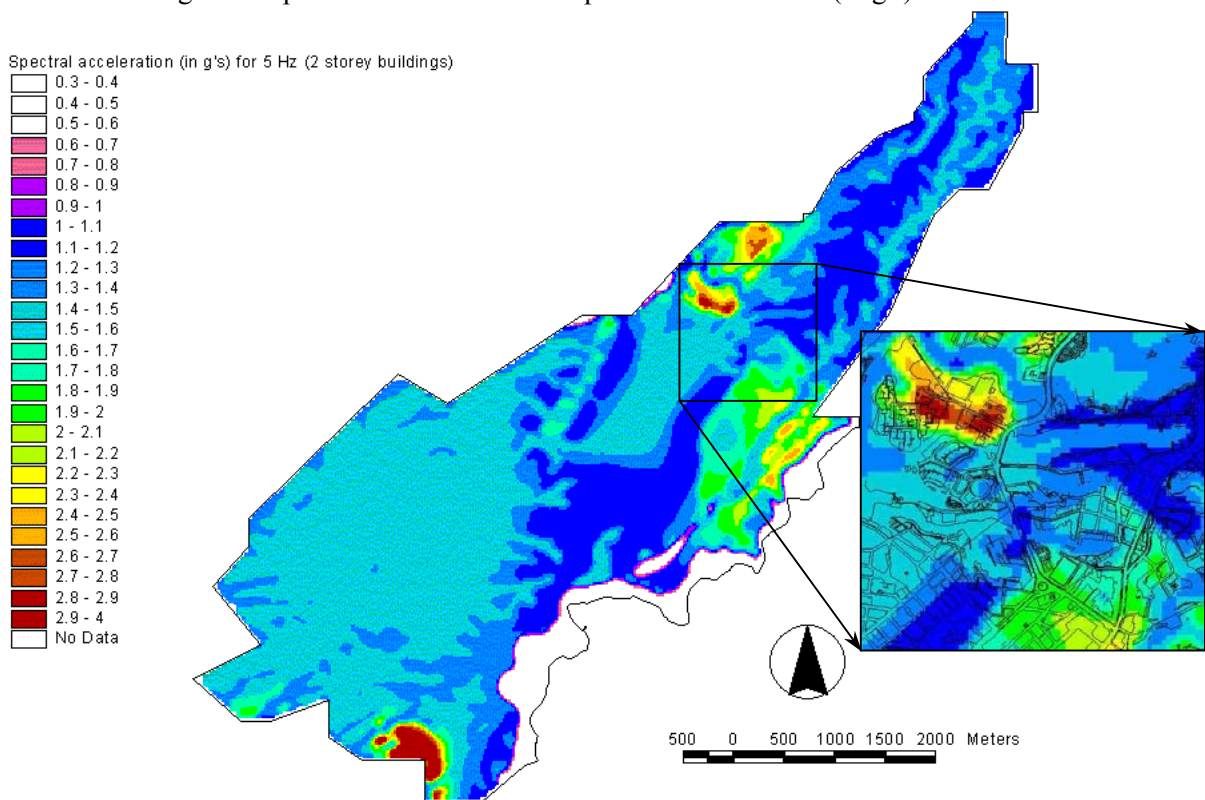 Spectral acceleration (in g's) for 5 Hz (2 storey buildings)
0.3 - 0.4
0.4 - 0.5
0.5 - 0.6
0.6 - 0.7
0.7 - 0.8
0.8 - 0.9
0.9 - 1
1 - 1.1
1.1 - 1.2
1.2 - 1.3
1.3 - 1.4
1.4 - 1.5
1.5 - 1.6
1.6 - 1.7
1.7 - 1.8
1.8 - 1.9
1.9 - 2
2 - 2.1
2.1 - 2.2
2.2 - 2.3
2.3 - 2.4
2.4 - 2.5
2.5 - 2.6
2.6 - 2.7
2.7 - 2.8
2.8 - 2.9
2.9 - 4
No Data
500 0 500 1000 1500 2000 Meters